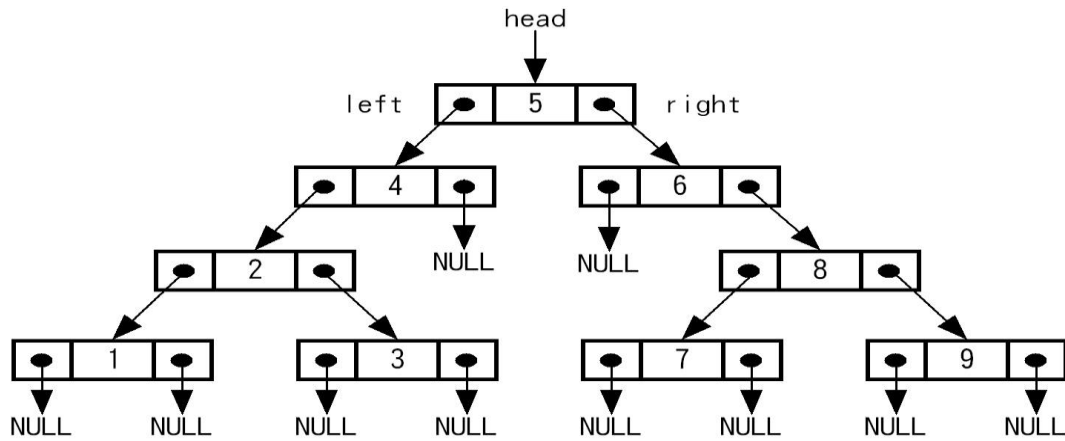 head
left 5 right
4 6
NULL NULL
2 8
1 3 7 9
NULL NULL NULL NULL NULL NULL NULL NULL